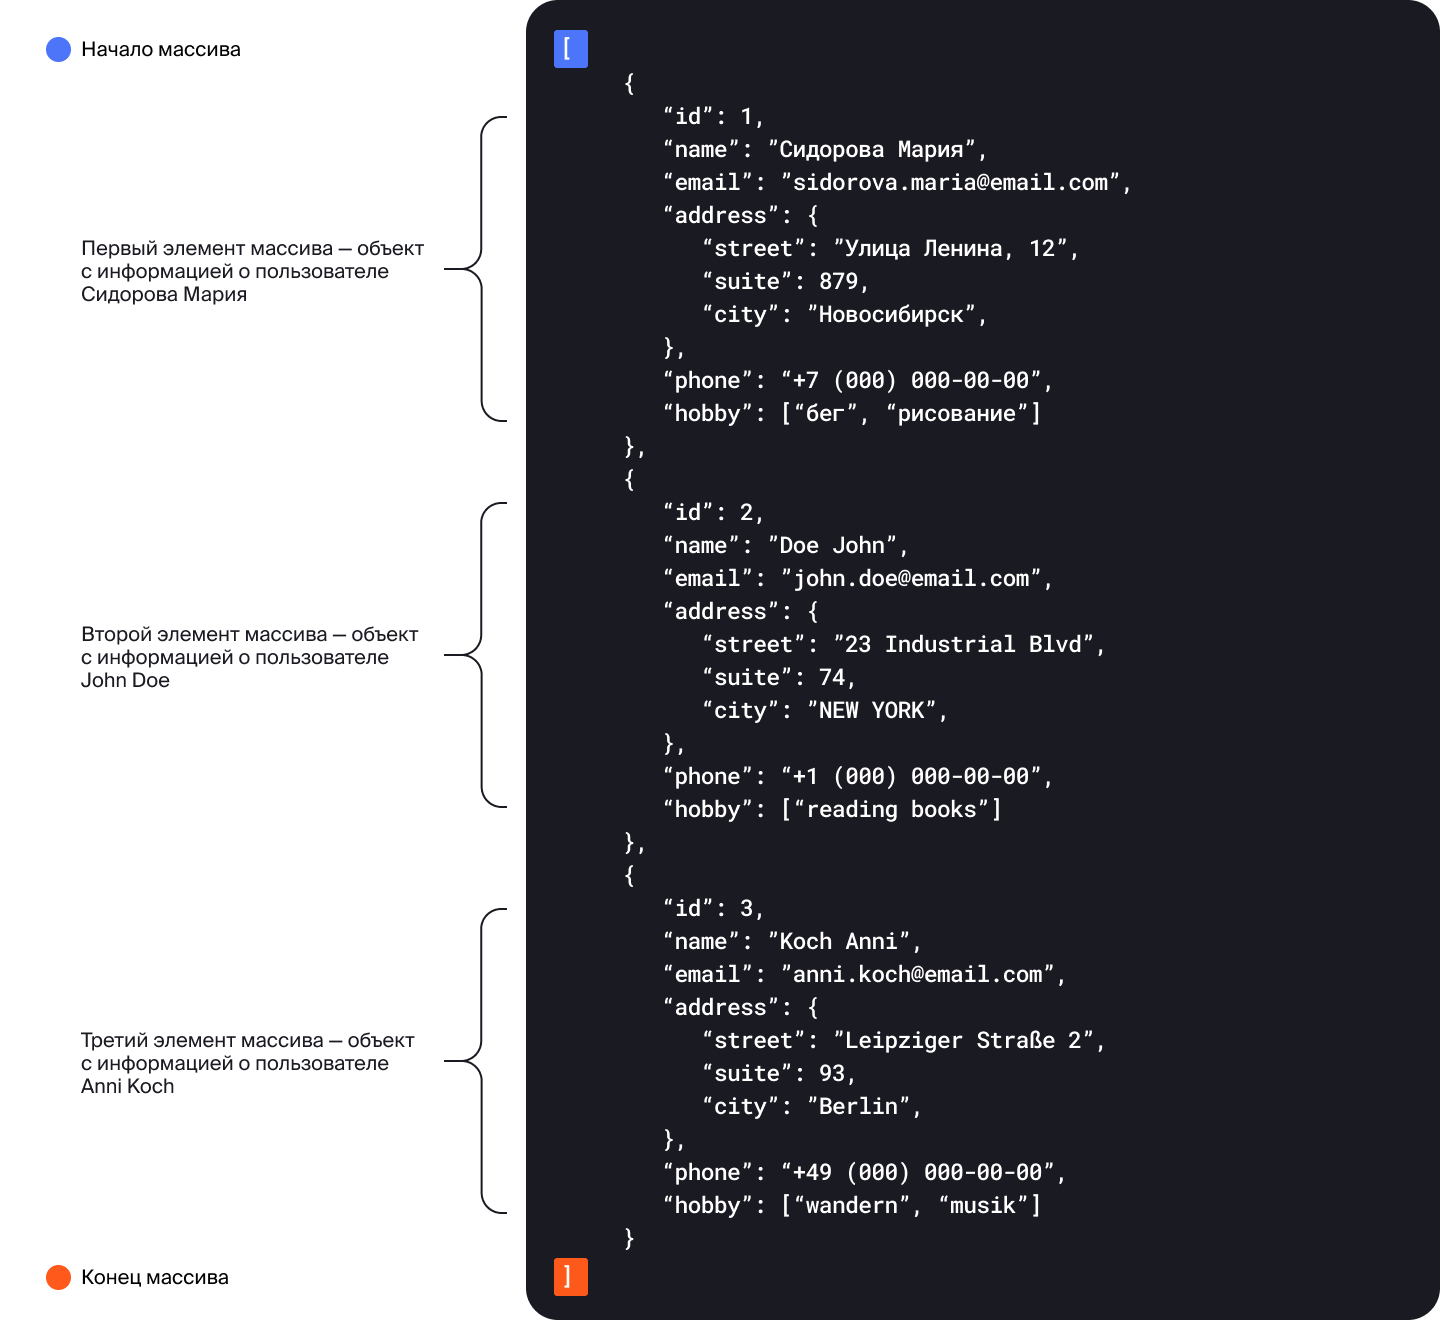 Начало массива
[
{
“id”: 1,
“name”: ”Сидорова Мария”,
“email”: ”sidorova.maria@email.com”,
“address”: {
“street”: ”Улица Ленина, 12”,
“suite”: 879,
“city”: ”Новосибирск”,
},
“phone”: “+7 (000) 000-00-00”,
“hobby”: [“бег”, “рисование”]
},
Первый элемент массива — объект
с информацией о пользователе
Сидорова Мария
{
“id”: 2,
“name”: ”Doe John”,
“email”: ”john.doe@email.com”,
“address”: {
“street”: ”23 Industrial Blvd”,
“suite”: 74,
“city”: ”NEW YORK”,
},
“phone”: “+1 (000) 000-00-00”,
“hobby”: [“reading books”]
},
Второй элемент массива — объект
с информацией о пользователе
John Doe
{
“id”: 3,
“name”: ”Koch Anni”,
“email”: ”anni.koch@email.com”,
“address”: {
“street”: ”Leipziger Straße 2”,
“suite”: 93,
“city”: ”Berlin”,
},
“phone”: “+49 (000) 000-00-00”,
“hobby”: [“wandern”, “musik”]
}
Третий элемент массива — объект
с информацией о пользователе
Anni Koch
Конец массива
]